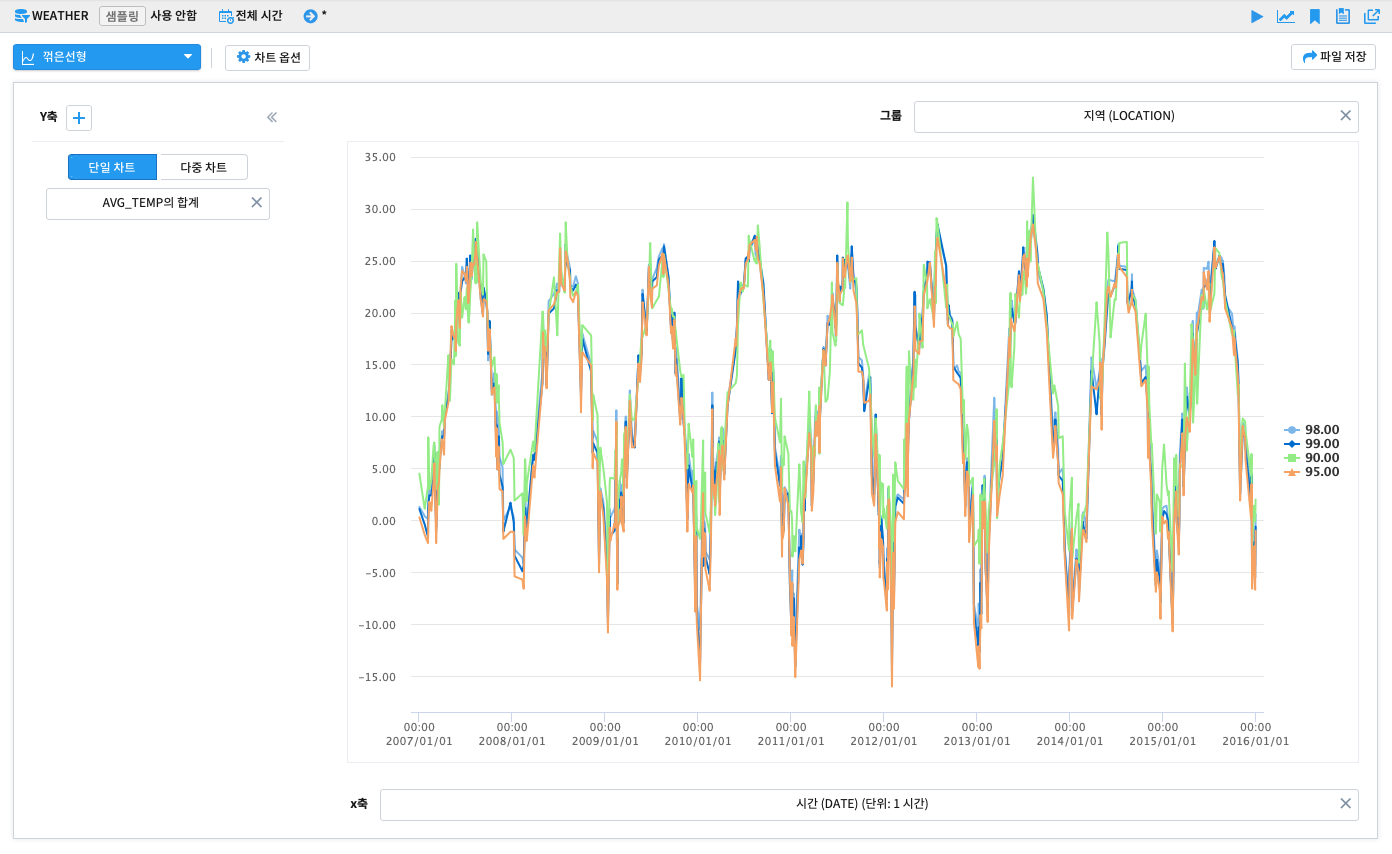 WEATHER 샘플링 사용 안함 전체 시간 *
꺾은선형 차트 옵션 파일 저장
Y축 그룹 지역 (LOCATION)
단일 차트 다중 차트
AVG_TEMP의 합계
35.00
30.00
25.00
20.00
15.00
10.00
5.00
0.00
−5.00
−10.00
−15.00
98.00
99.00
90.00
95.00
00:00 00:00 00:00 00:00 00:00 00:00 00:00 00:00 00:00 00:00
2007/01/01 2008/01/01 2009/01/01 2010/01/01 2011/01/01 2012/01/01 2013/01/01 2014/01/01 2015/01/01 2016/01/01
x축 시간 (DATE) (단위: 1 시간)